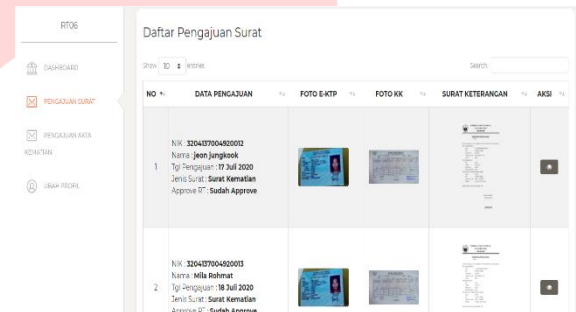 RT06
DASHBOARD
PENGAJUAN SURAT
PENGAJUAN AKTA
KEMATIAN
UBAH PROFIL
Daftar Pengajuan Surat
Show 10 entries
Search:
NO DATA PENGAJUAN FOTO E-KTP FOTO KK SURAT KETERANGAN AKSI
1
NIK : 3204137004920012
Nama : Jeon jungkook
Tgl Pengajuan : 17 Juli 2020
Jenis Surat : Surat Kematian
Approve RT : Sudah Approve
2
NIK : 3204137004920013
Nama : Mila Rohmat
Tgl Pengajuan : 18 Juli 2020
Jenis Surat : Surat Kematian
Approve RT : Sudah Approve